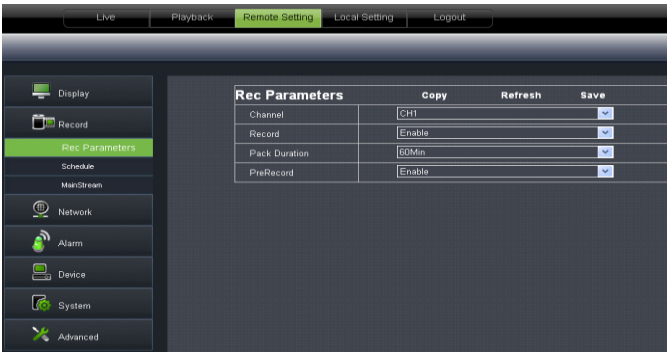 Live Playback Remote Setting Local Setting Logout
Display
Record
Rec Parameters
Schedule
MainStream
Network
Alarm
Device
System
Advanced
Rec Parameters Copy Refresh Save
Channel CH1
Record Enable
Pack Duration 60Min
PreRecord Enable